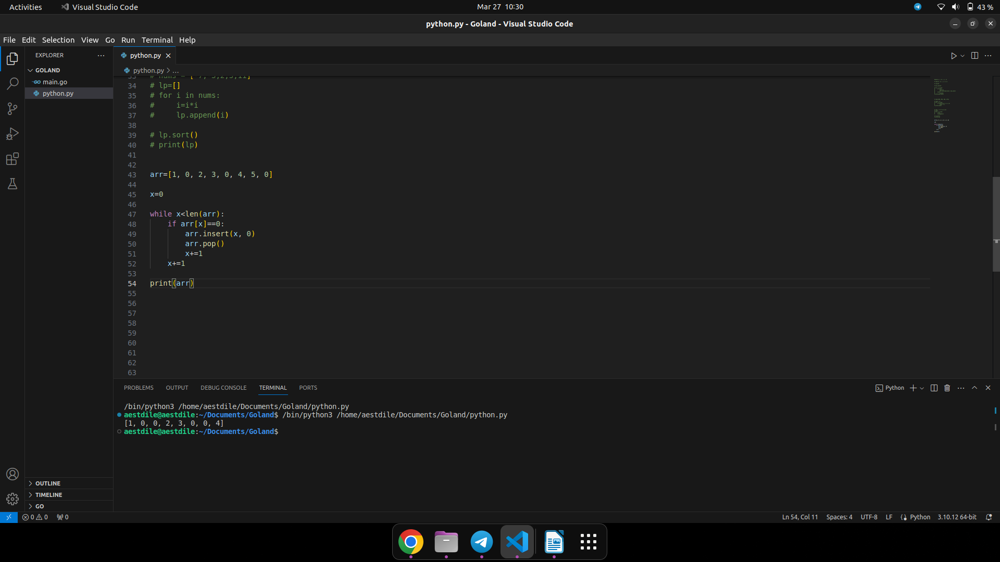 Activities
Visual Studio Code
Mar 27 10:30
43 %
python.py - Goland - Visual Studio Code
File Edit Selection View Go Run Terminal Help
EXPLORER
GOLAND
main.go
python.py
OUTLINE
TIMELINE
GO
python.py
python.py > ...
34 # lp=[]
35 # for i in nums:
36 #     i=i*i
37 #     lp.append(i)
38
39 # lp.sort()
40 # print(lp)
41
42
43 arr=[1, 0, 2, 3, 0, 4, 5, 0]
44
45 x=0
46
47 while x<len(arr):
48     if arr[x]==0:
49         arr.insert(x, 0)
50         arr.pop()
51         x+=1
52     x+=1
53
54 print(arr)
55
56
57
58
59
60
61
62
63
PROBLEMS OUTPUT DEBUG CONSOLE TERMINAL PORTS
Python
/bin/python3 /home/aestdile/Documents/Goland/python.py
aestdile@aestdile:~/Documents/Goland$ /bin/python3 /home/aestdile/Documents/Goland/python.py
[1, 0, 0, 2, 3, 0, 0, 4]
aestdile@aestdile:~/Documents/Goland$
0 0 0
Ln 54, Col 11 Spaces: 4 UTF-8 LF Python 3.10.12 64-bit